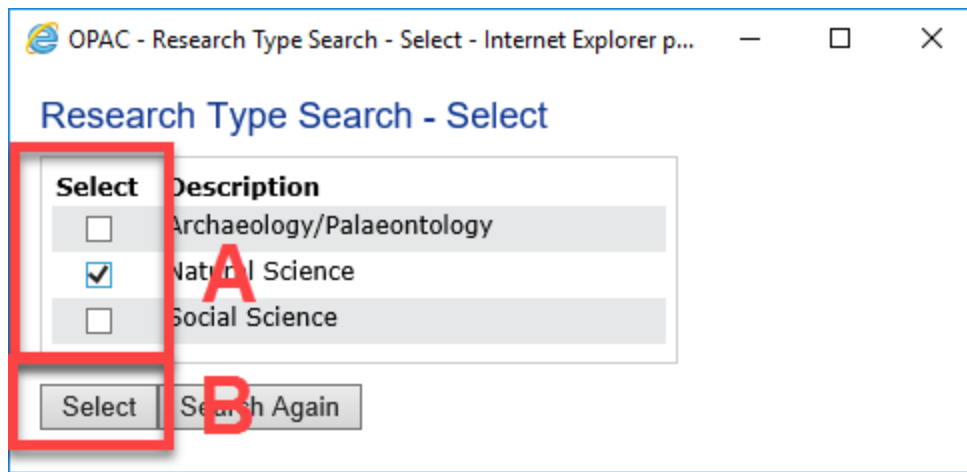 OPAC - Research Type Search - Select - Internet Explorer p...
Research Type Search - Select
Select Description
Archaeology/Palaeontology
Natural Science
Social Science
A
Select Search Again
B